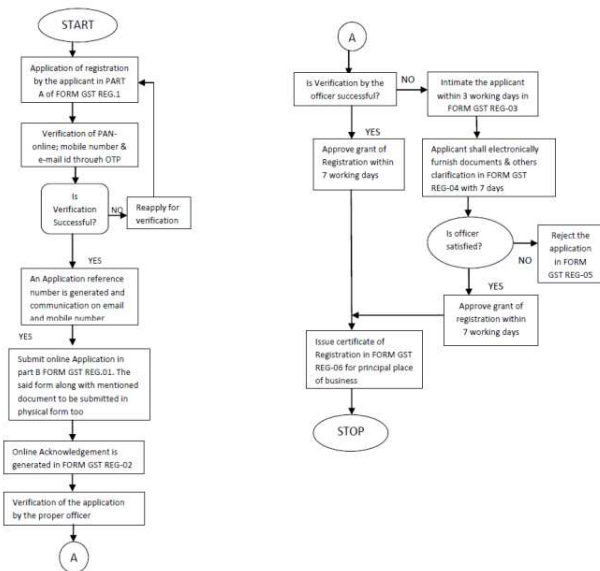 START
Application of registration
by the applicant in PART
A of FORM GST REG.1
Verification of PAN-
online; mobile number &
e-mail id through OTP
Is
Verification
Successful?
NO
Reapply for
verification
YES
An Application reference
number is generated and
communication on email
and mobile number
YES
Submit online Application in
part B FORM GST REG.01. The
said form along with mentioned
document to be submitted in
physical form too
Online Acknowledgement is
generated in FORM GST REG-02
Verification of the application
by the proper officer
A
A
Is Verification by the
officer successful?
NO
Intimate the applicant
within 3 working days in
FORM GST REG-03
YES
Approve grant of
Registration within
7 working days
Applicant shall electronically
furnish documents & others
clarification in FORM GST
REG-04 with 7 days
Is officer
satisfied?
NO
Reject the
application
in FORM
GST REG-05
YES
Approve grant of
registration within
7 working days
Issue certificate of
Registration in FORM GST
REG-06 for principal place
of business
STOP